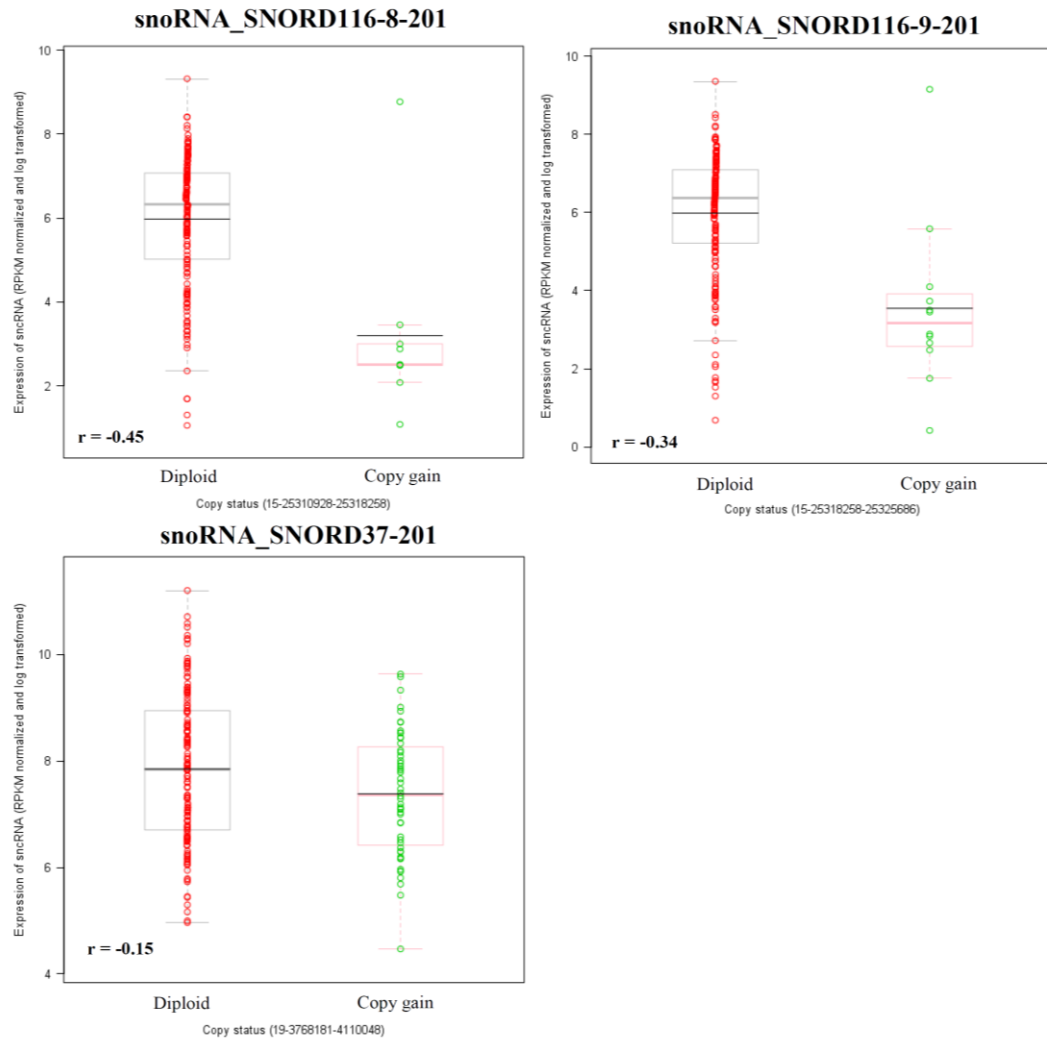 snoRNA_SNORD116-8-201
Expression of sncRNA (RPKM normalized and log transformed)
10
8
6
4
2
r = -0.45
Diploid
Copy gain
Copy status (15-25310928-25318258)
snoRNA_SNORD116-9-201
Expression of sncRNA (RPKM normalized and log transformed)
10
8
6
4
2
0
r = -0.34
Diploid
Copy gain
Copy status (15-25318258-25325686)
snoRNA_SNORD37-201
Expression of sncRNA (RPKM normalized and log transformed)
10
8
6
4
r = -0.15
Diploid
Copy gain
Copy status (19-3768181-4110048)